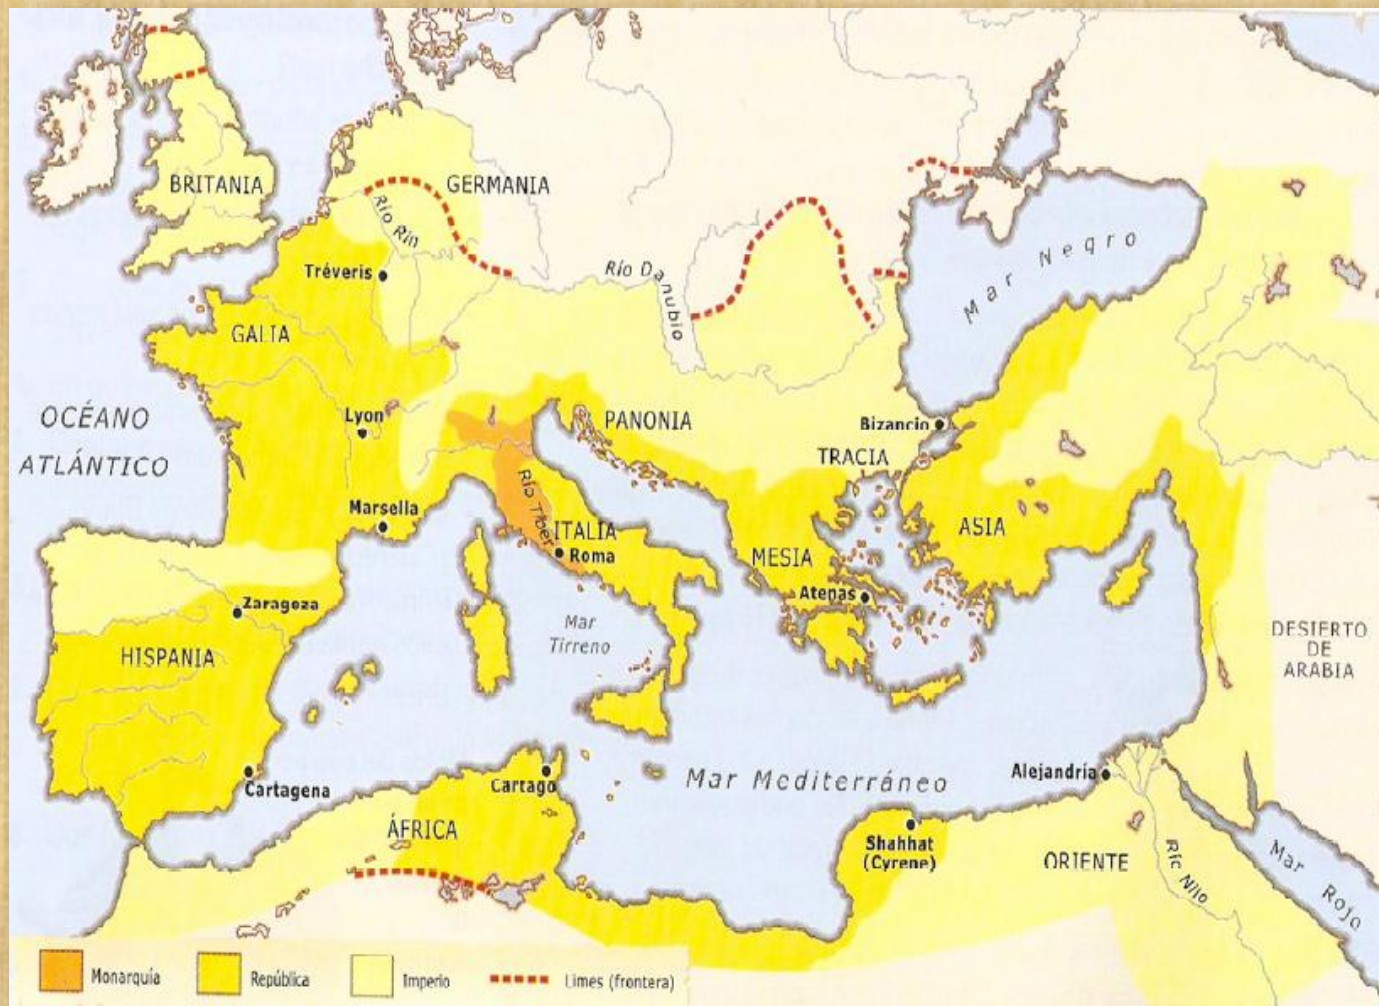 BRITANIA
GERMANIA
Río Rín
Tréveris
Río Danubio
Mar Negro
GALIA
OCÉANO
ATLÁNTICO
Lyon
PANONIA
Bizancio
TRACIA
Marsella
Río Tíber
ITALIA
Roma
MESIA
ASIA
Atenas
Zaragoza
HISPANIA
Mar
Tirreno
DESIERTO
DE
ARABIA
Cartagena
Cartago
Mar Mediterráneo
Alejandría
ÁFRICA
Shahhat
(Cyrene)
ORIENTE
Río Nilo
Mar Rojo
Monarquía
República
Imperio
Limes (frontera)